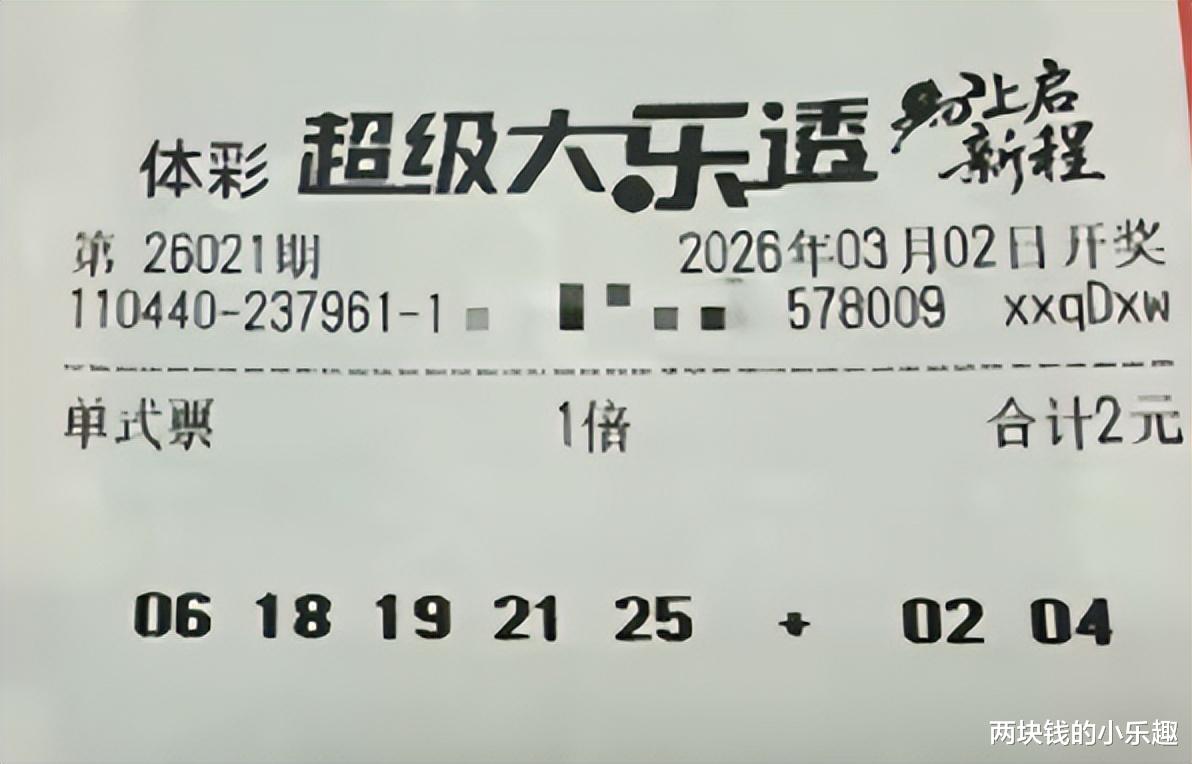 体彩 超级大乐透 马上启
新程
第 26021期 2026年03月02日开奖
110440-237961-1 578009 xxqDxw
单式票 1倍 合计2元
06 18 19 21 25 + 02 04
两块钱的小乐趣